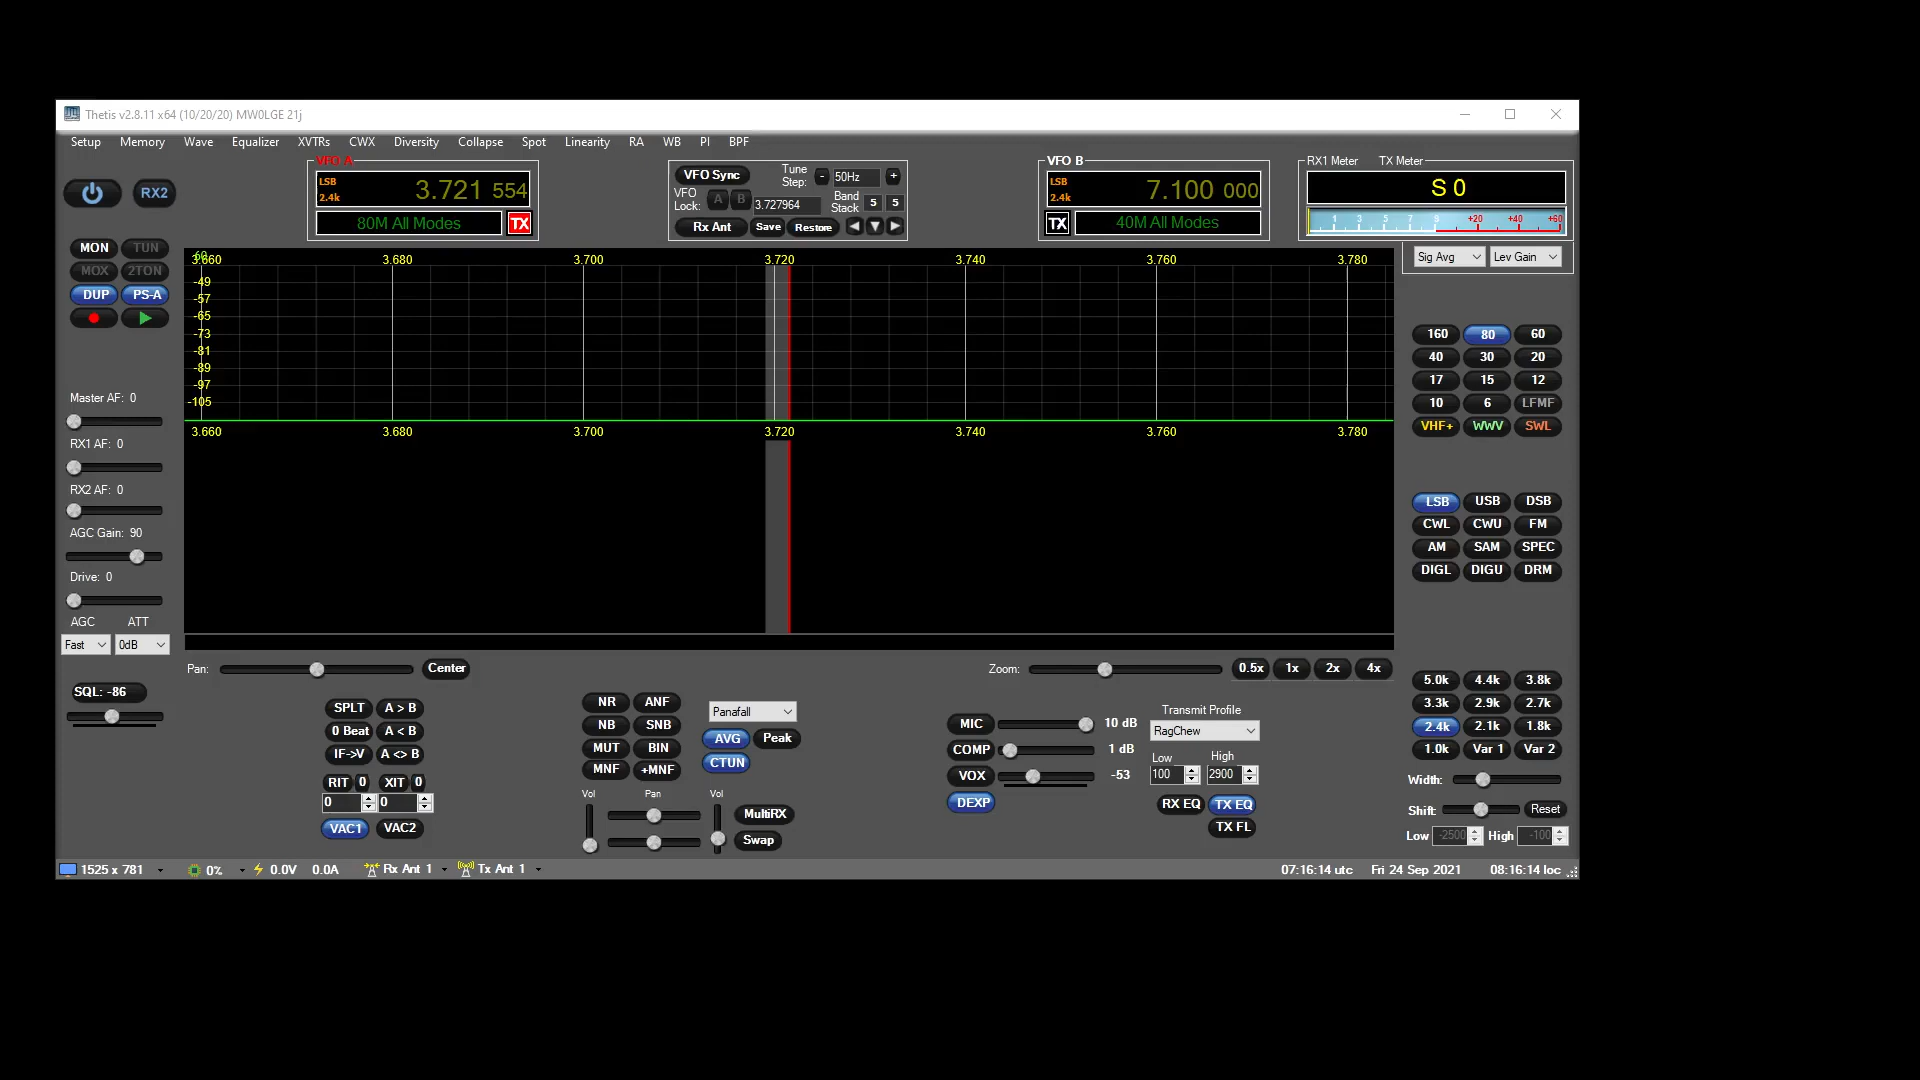 Thetis v2.8.11 x64 (10/20/20) MW0LGE 21j
Setup Memory Wave Equalizer XVTRs CWX Diversity Collapse Spot Linearity RA WB PI BPF
VFO A
LSB
2.4k
3.721 554
80M All Modes TX
VFO Sync
Tune Step: - 50Hz +
VFO Lock: A B 3.727964
Band Stack 5 5
Rx Ant Save Restore
VFO B
LSB
2.4k
7.100 000
TX 40M All Modes
RX1 Meter TX Meter
S 0
1 3 5 7 9 +20 +40 +60
Sig Avg Lev Gain
RX2
MON TUN
MOX 2TON
DUP PS-A
Master AF: 0
RX1 AF: 0
RX2 AF: 0
AGC Gain: 90
Drive: 0
AGC ATT
Fast 0dB
SQL: -86
3.660 3.680 3.700 3.720 3.740 3.760 3.780
-49
-57
-65
-73
-81
-89
-97
-105
3.660 3.680 3.700 3.720 3.740 3.760 3.780
160 80 60
40 30 20
17 15 12
10 6 LFMF
VHF+ WWV SWL
LSB USB DSB
CWL CWU FM
AM SAM SPEC
DIGL DIGU DRM
Pan: Center
Zoom: 0.5x 1x 2x 4x
SPLT A > B
0 Beat A < B
IF->V A <> B
RIT 0 XIT 0
0 0
VAC1 VAC2
NR ANF
NB SNB
MUT BIN
MNF +MNF
Panafall
AVG Peak
CTUN
Vol Pan Vol
MultiRX
Swap
MIC 10 dB
COMP 1 dB
VOX -53
DEXP
Transmit Profile
RagChew
Low High
100 2900
RX EQ TX EQ
TX FL
5.0k 4.4k 3.8k
3.3k 2.9k 2.7k
2.4k 2.1k 1.8k
1.0k Var 1 Var 2
Width:
Shift: Reset
Low -2500 High -100
1525 x 781 0% 0.0V 0.0A Rx Ant 1 Tx Ant 1 07:16:14 utc Fri 24 Sep 2021 08:16:14 loc